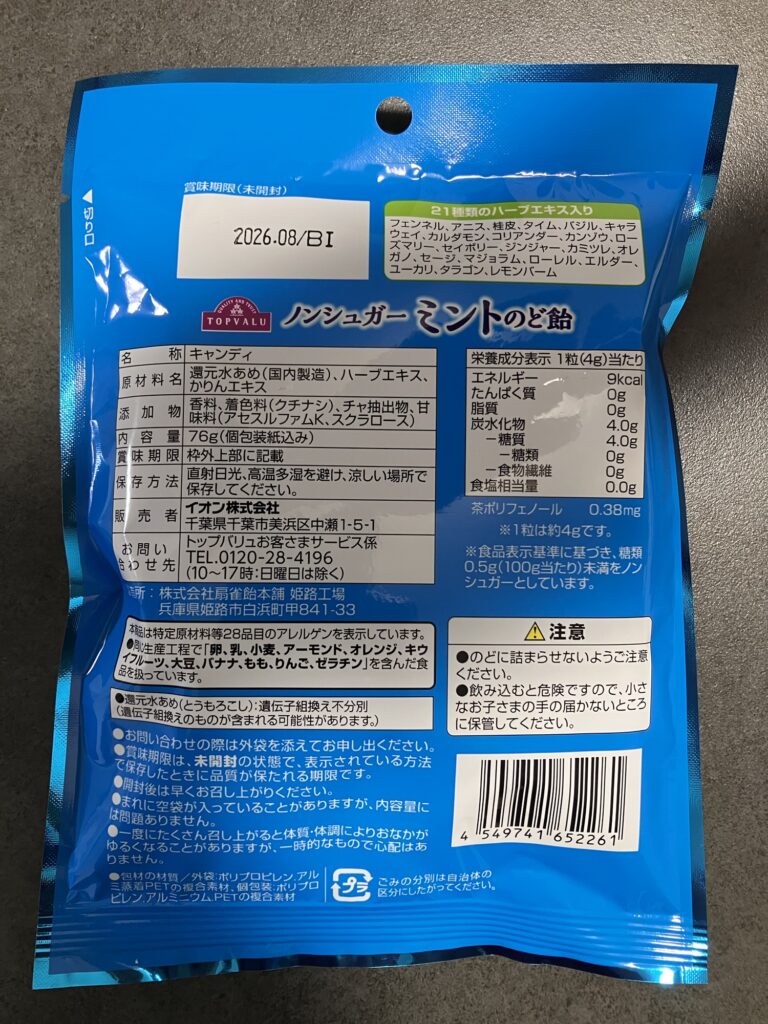 賞味期限(未開封)
2026.08/BI
開け口
21種類のハーブエキス入り
フェンネル、アニス、桂皮、タイム、バジル、キャラ
ウェイ、カルダモン、コリアンダー、カンゾウ、ロー
ズマリー、セイボリー、ジンジャー、カミツレ、オレ
ガノ、セージ、マジョラム、ローレル、エルダー、
ユーカリ、タラゴン、レモンバーム
QUALITY AND TRUST
TOPVALU
ノンシュガー ミントのど飴
名称 キャンディ
原材料名 還元水あめ(国内製造)、ハーブエキス、
かりんエキス
添加物 香料、着色料(クチナシ)、チャ抽出物、甘
味料(アセスルファムK、スクラロース)
内容量 76g(個包装紙込み)
賞味期限 枠外上部に記載
保存方法 直射日光、高温多湿を避け、涼しい場所で
保存してください。
販売者 イオン株式会社
千葉県千葉市美浜区中瀬1-5-1
お問い
合わせ先 トップバリュお客さまサービス係
TEL.0120-28-4196
(10~17時:日曜日は除く)
場所: 株式会社扇雀飴本舗 姫路工場
兵庫県姫路市白浜町甲841-33
栄養成分表示 1粒(4g)当たり
エネルギー 9kcal
たんぱく質 0g
脂質 0g
炭水化物 4.0g
-糖質 4.0g
-糖類 0g
-食物繊維 0g
食塩相当量 0.0g
茶ポリフェノール 0.38mg
※1粒は約4gです。
※食品表示基準に基づき、糖類
0.5g(100g当たり)未満をノン
シュガーとしています。
本商品は特定原材料等28品目のアレルゲンを表示しています。
●同じ生産工程で「卵、乳、小麦、アーモンド、オレンジ、キウ
イフルーツ、大豆、バナナ、もも、りんご、ゼラチン」を含んだ食
品を扱っています。
●還元水あめ(とうもろこし):遺伝子組換え不分別
(遺伝子組換えのものが含まれる可能性があります。)
注意
●のどに詰まらせないようご注意
ください。
●飲み込むと危険ですので、小さ
なお子さまの手の届かないところ
に保管してください。
●お問い合わせの際は外袋を添えてお申し出ください。
●賞味期限は、未開封の状態で、表示されている方法
で保存したときに品質が保たれる期限です。
●開封後は早くお召し上がりください。
●まれに空袋が入っていることがありますが、内容量に
は問題ありません。
●一度にたくさん召し上がると体質・体調によりおなかが
ゆるくなることがありますが、一時的なもので心配はあ
りません。
4 549741 652261
●包材の材質/外袋:ポリプロピレン、アル
ミ蒸着PETの複合素材、個包装:ポリプロ
ピレン、アルミニウム、PETの複合素材
プラ
ごみの分別は自治体の
区分にしたがってください。